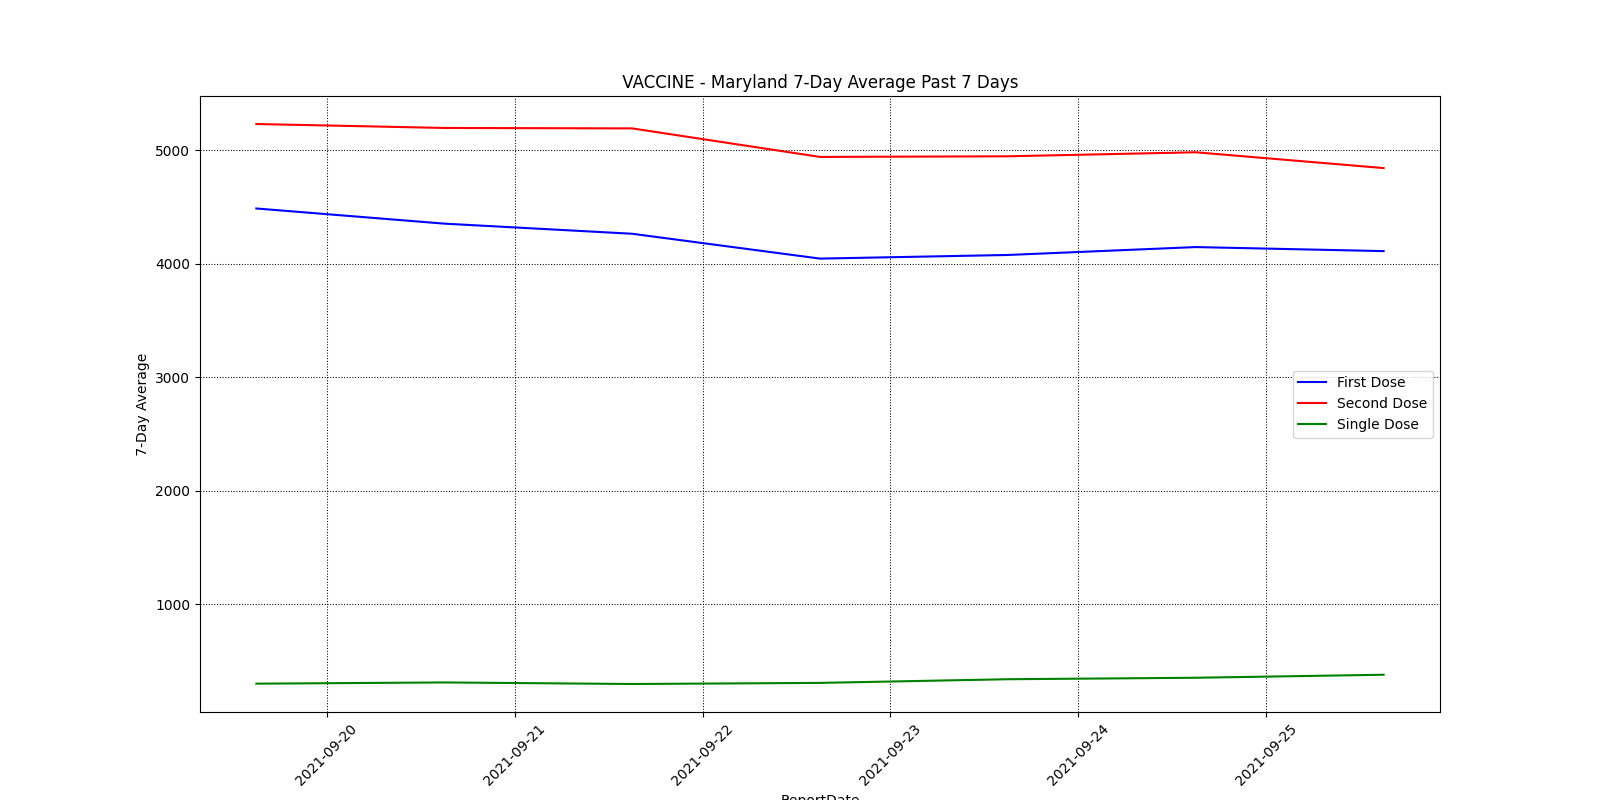 VACCINE - Maryland 7-Day Average Past 7 Days
7-Day Average
5000
4000
3000
2000
1000
First Dose
Second Dose
Single Dose
2021-09-20
2021-09-21
2021-09-22
2021-09-23
2021-09-24
2021-09-25
ReportDate